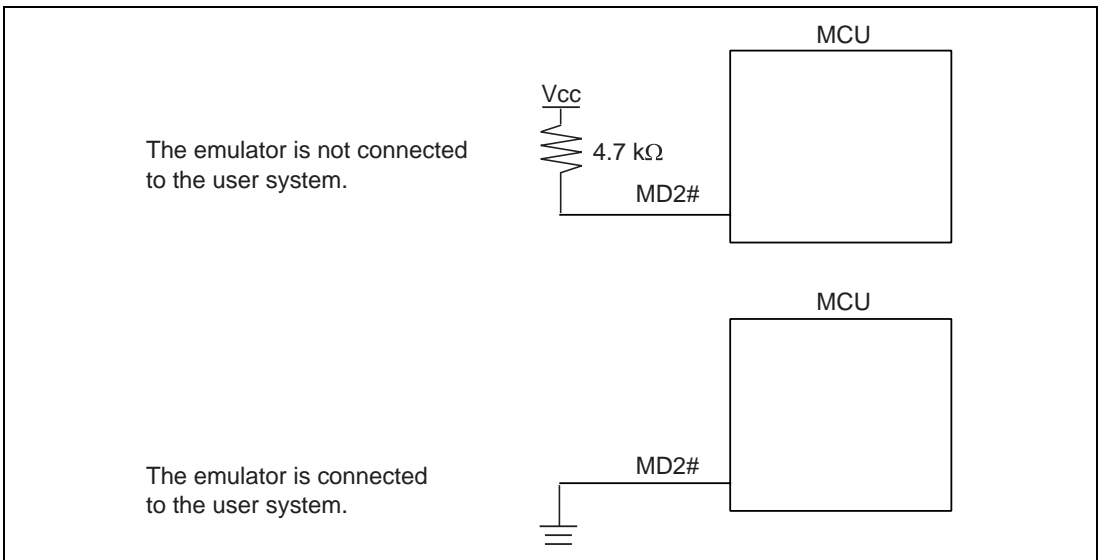 MCU
Vcc
The emulator is not connected
to the user system.
4.7 kΩ
MD2#
MCU
The emulator is connected
to the user system.
MD2#